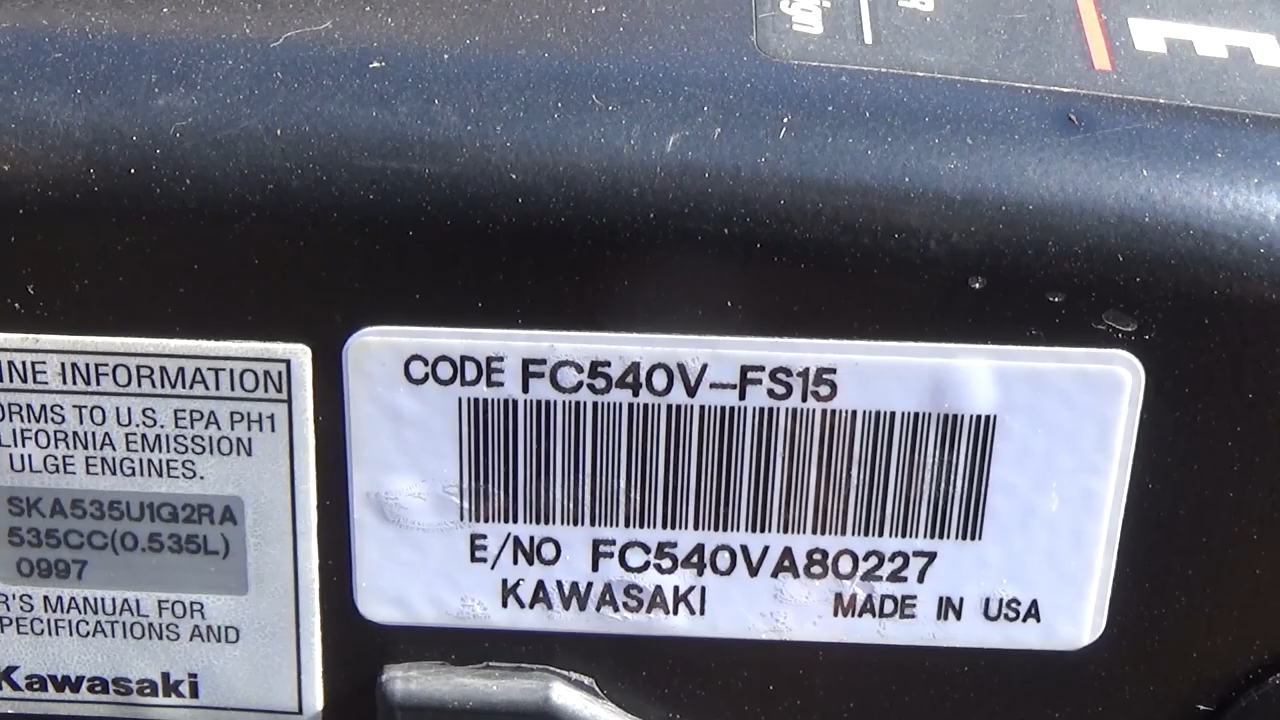 ign
E
INE INFORMATION
ORMS TO U.S. EPA PH1
LIFORNIA EMISSION
ULGE ENGINES.
SKA535U1G2RA
535CC(0.535L)
0997
R'S MANUAL FOR
PECIFICATIONS AND
Kawasaki
CODE FC540V-FS15
E/NO FC540VA80227
KAWASAKI MADE IN USA